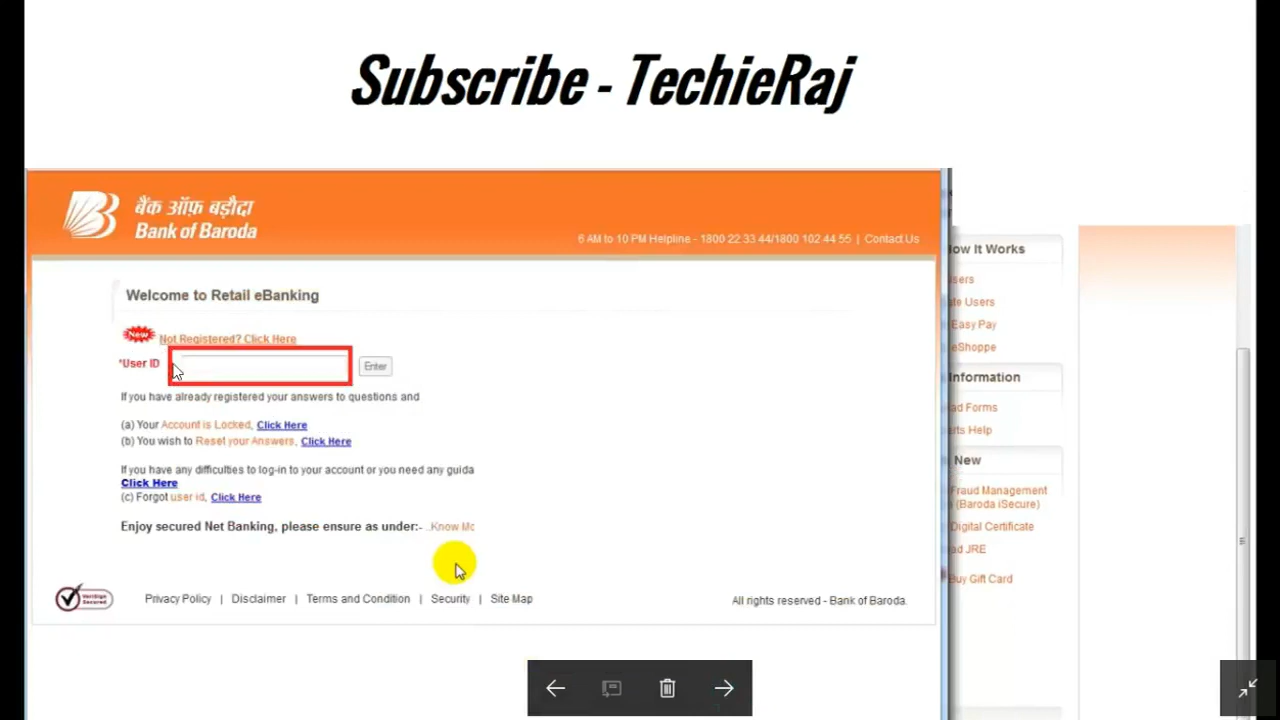 Subscribe - TechieRaj
बैंक ऑफ़ बड़ौदा
Bank of Baroda
6 AM to 10 PM Helpline - 1800 22 33 44/1800 102 44 55 | Contact Us
Welcome to Retail eBanking
New
Not Registered? Click Here
*User ID
Enter
If you have already registered your answers to questions and
(a) Your Account is Locked, Click Here
(b) You wish to Reset your Answers, Click Here
If you have any difficulties to log-in to your account or you need any guida
Click Here
(c) Forgot user id, Click Here
Enjoy secured Net Banking, please ensure as under:- ..Know Mo
VeriSign
Secured
Privacy Policy | Disclaimer | Terms and Condition | Security | Site Map
All rights reserved - Bank of Baroda.
ow It Works
sers
te Users
Easy Pay
eShoppe
Information
ad Forms
erts Help
New
Fraud Management
(Baroda iSecure)
Digital Certificate
ad JRE
Buy Gift Card